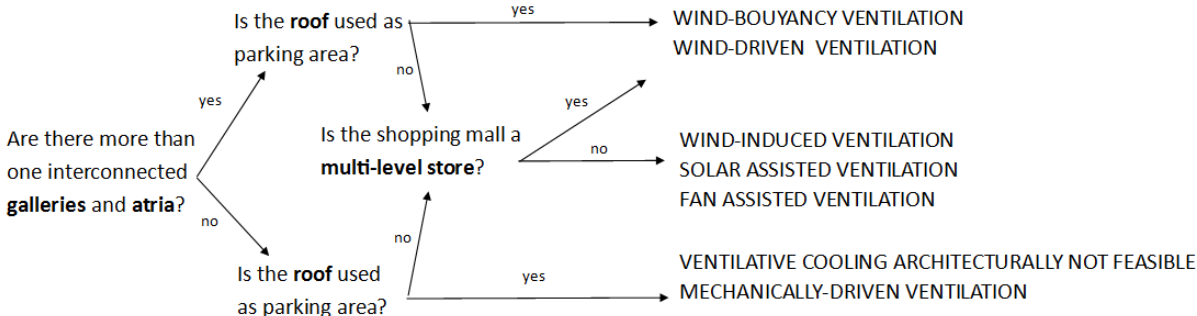 Is the roof used as
parking area?
yes
WIND-BOUYANCY VENTILATION
WIND-DRIVEN VENTILATION
no
yes
yes
Are there more than
one interconnected
galleries and atria?
Is the shopping mall a
multi-level store?
no
WIND-INDUCED VENTILATION
SOLAR ASSISTED VENTILATION
FAN ASSISTED VENTILATION
no
no
Is the roof used
as parking area?
yes
VENTILATIVE COOLING ARCHITECTURALLY NOT FEASIBLE
MECHANICALLY-DRIVEN VENTILATION